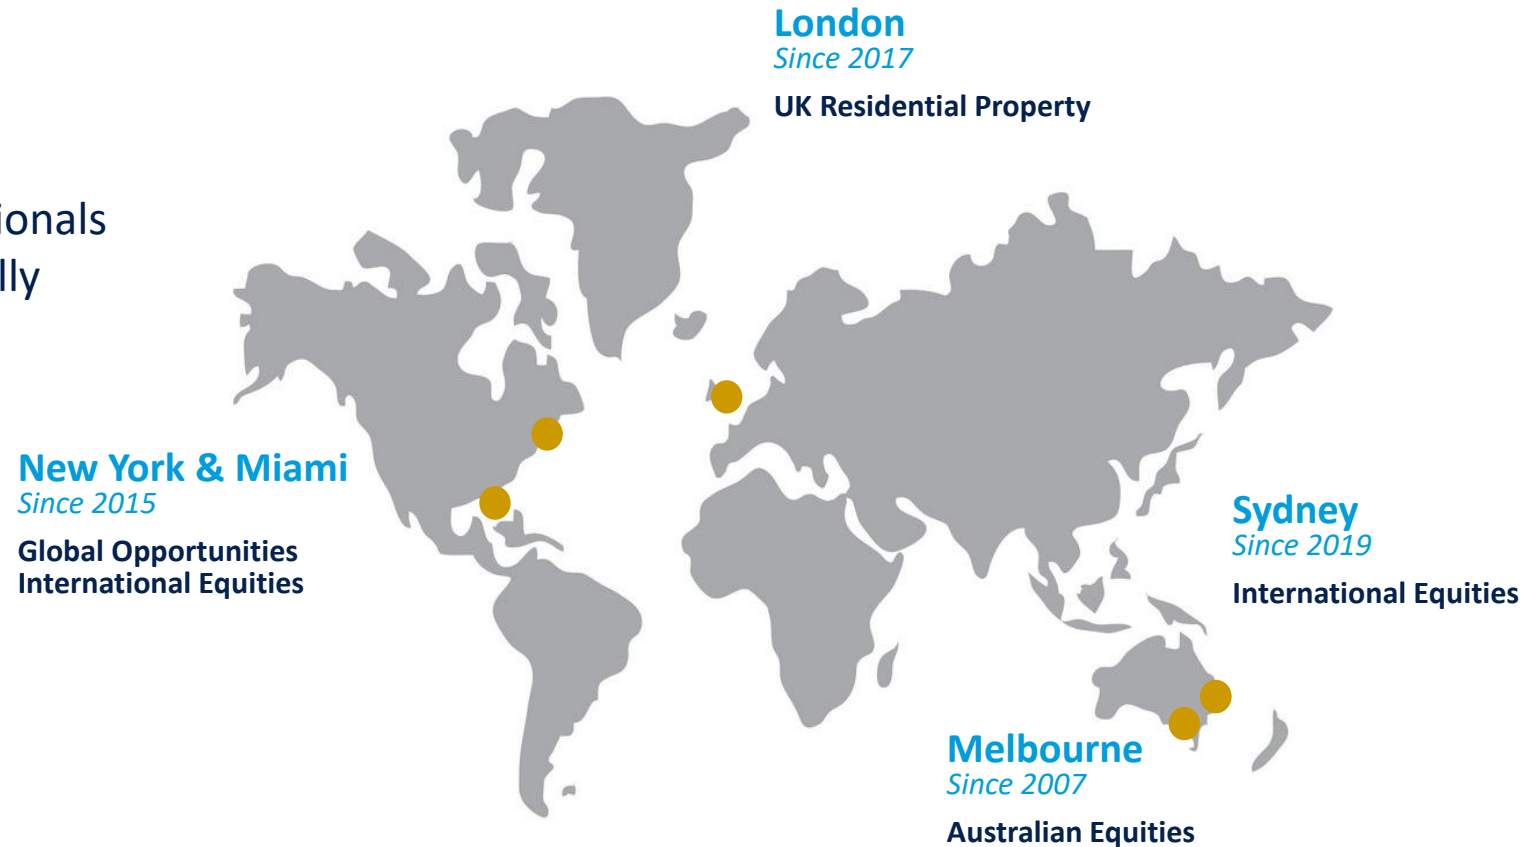 London
Since 2017
UK Residential Property
ionals
lly
New York & Miami
Since 2015
Global Opportunities
International Equities
Sydney
Since 2019
International Equities
Melbourne
Since 2007
Australian Equities